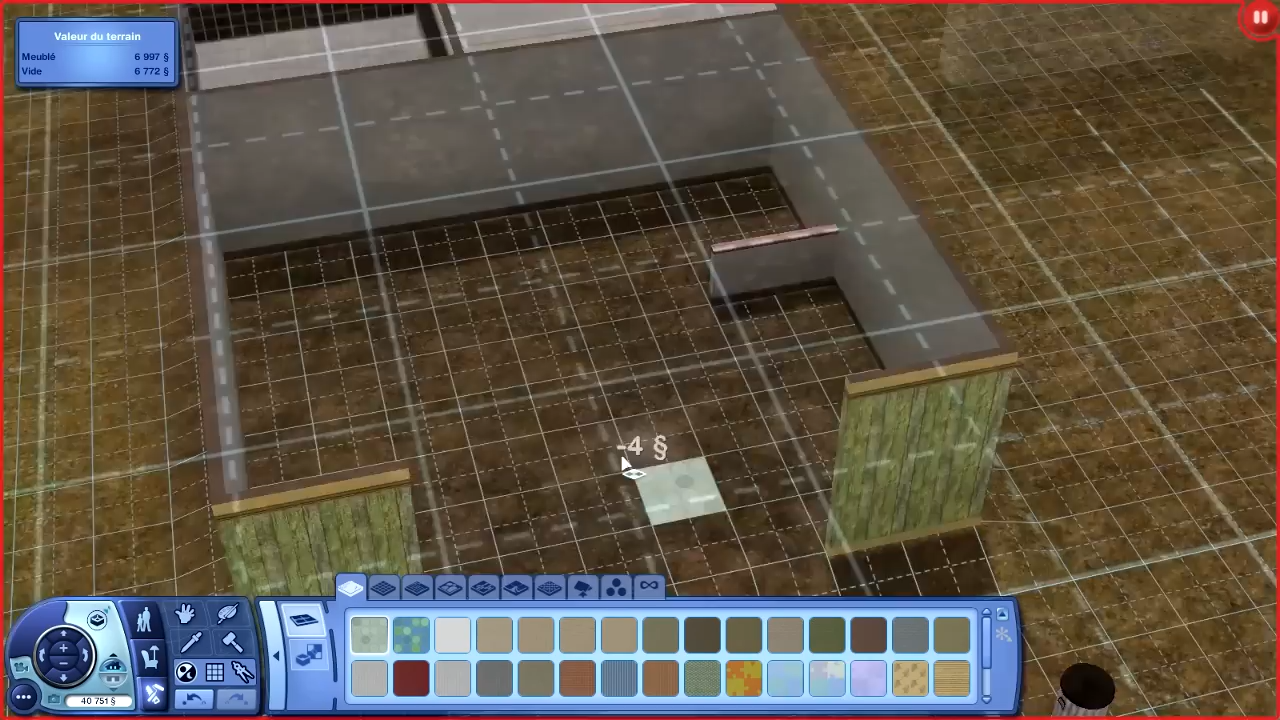 Valeur du terrain
Meublé 6 997 §
Vide 6 772 §
-4 §
40 751 §